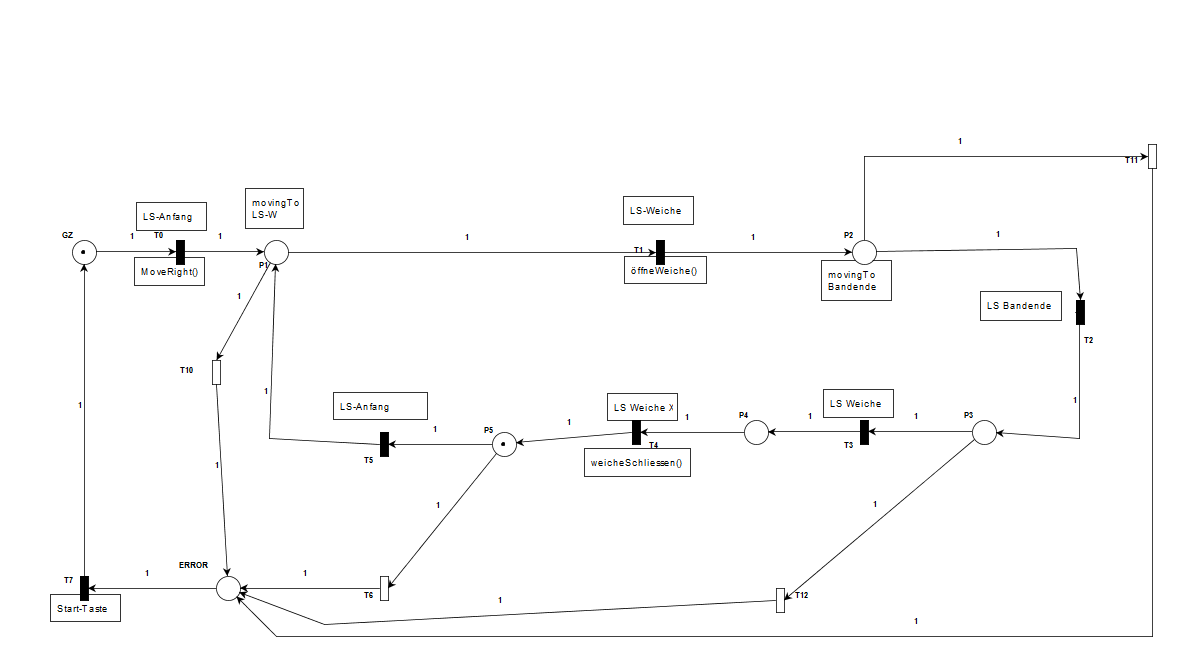 1
T11
LS-Anfang
movingTo
LS-W
LS-Weiche
GZ
1
T0
1
P1
1
T1
1
P2
1
MoveRight()
öffneWeiche()
movingTo
Bandende
1
LS Bandende
T2
T10
1
LS-Anfang
LS Weiche X
LS Weiche
1
1
P5
1
1
P4
1
1
P3
1
T5
T4
T3
weicheSchliessen()
1
1
1
ERROR
T7
1
1
T6
T12
Start-Taste
1
1